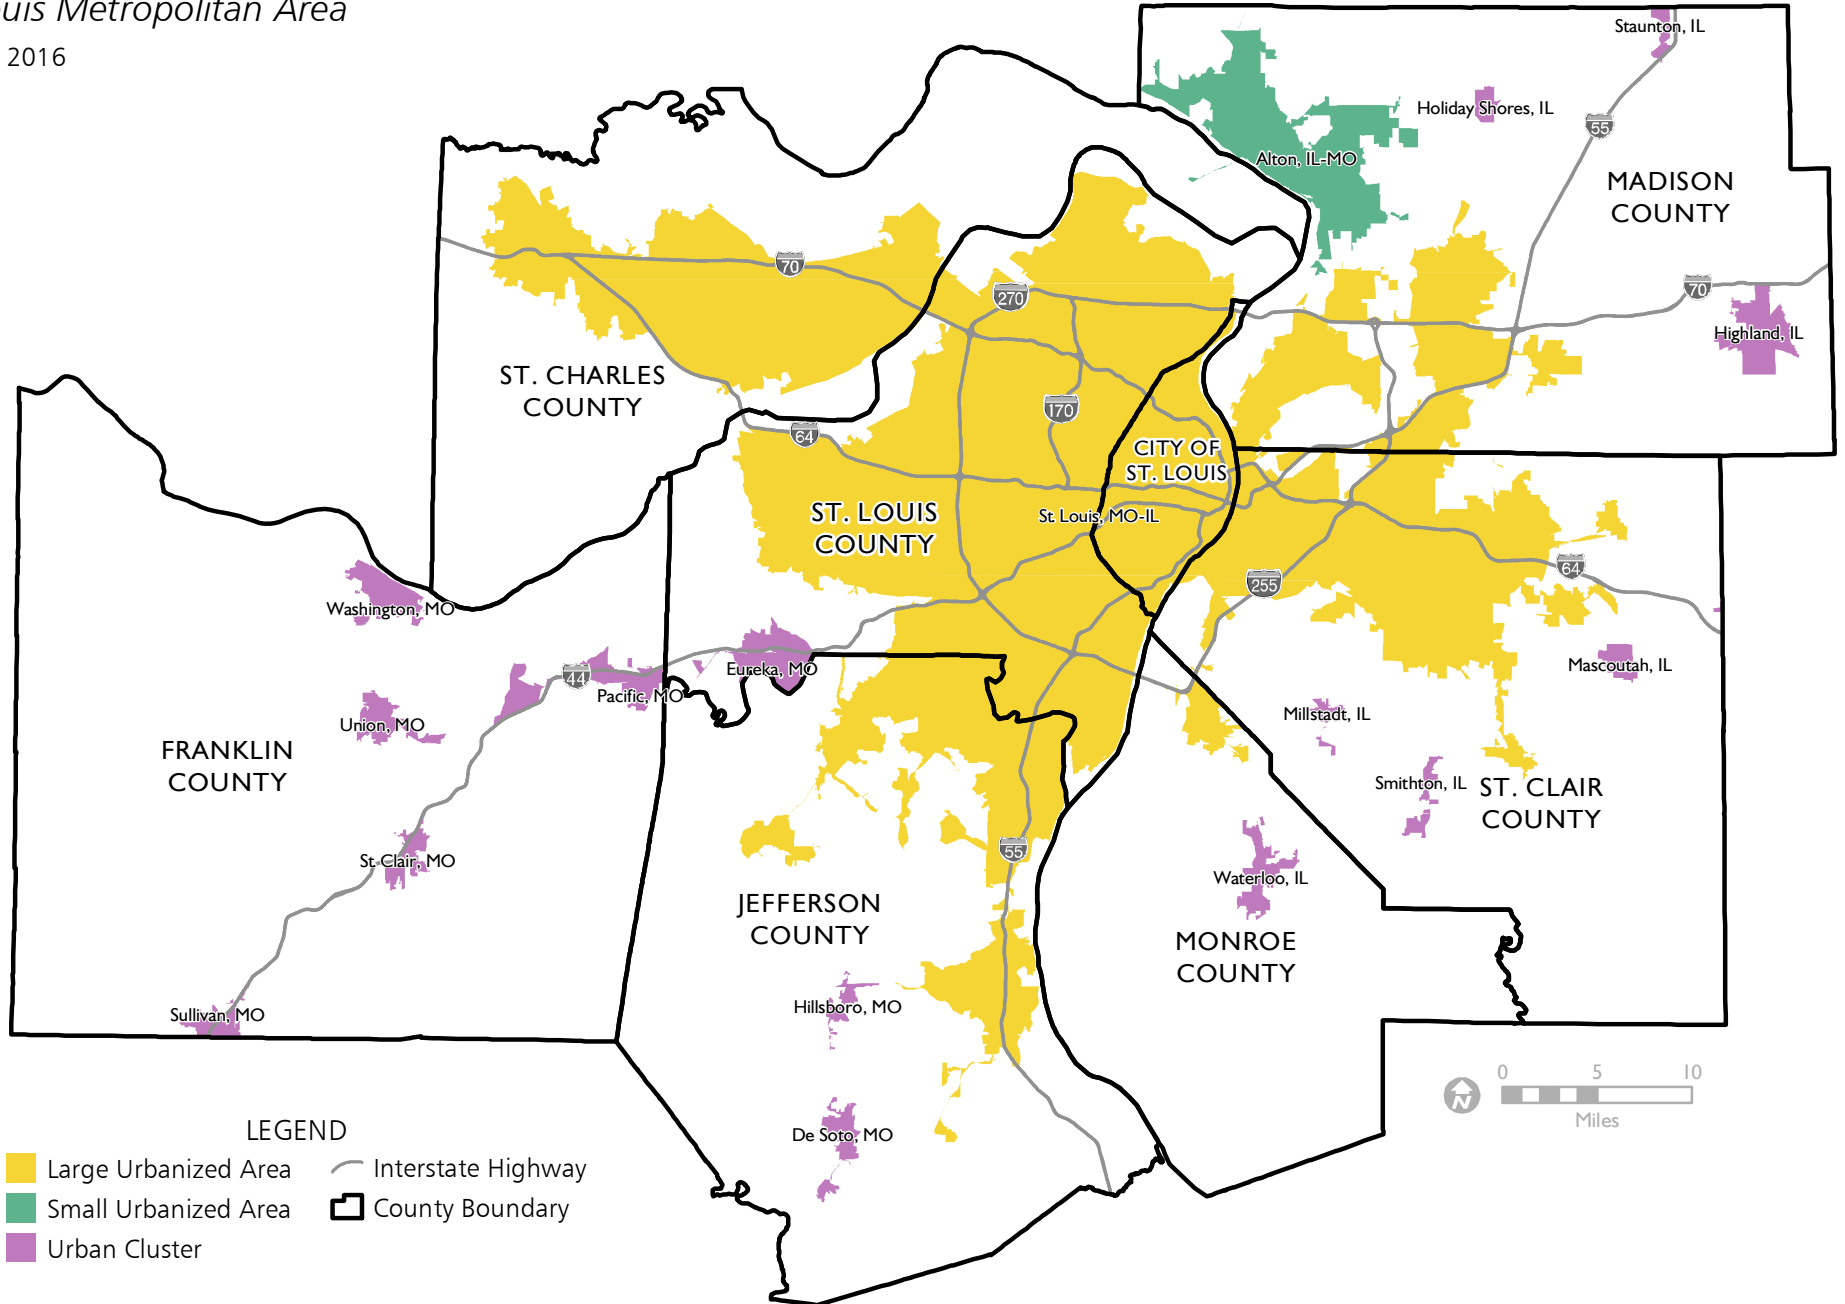 uis Metropolitan Area
2016
Staunton, IL
Holiday Shores, IL
55
Alton, IL-MO
MADISON
COUNTY
70
270
70
Highland, IL
ST. CHARLES
COUNTY
170
64
CITY OF
ST. LOUIS
ST. LOUIS
COUNTY
St Louis, MO-IL
64
255
Washington, MO
Eureka, MO
Mascoutah, IL
44
Pacific, MO
Union, MO
Millstadt, IL
FRANKLIN
COUNTY
Smithton, IL
ST. CLAIR
COUNTY
55
St Clair, MO
Waterloo, IL
JEFFERSON
COUNTY
MONROE
COUNTY
Hillsboro, MO
Sullivan, MO
0 5 10
Miles
N
De Soto, MO
LEGEND
Large Urbanized Area
Interstate Highway
Small Urbanized Area
County Boundary
Urban Cluster